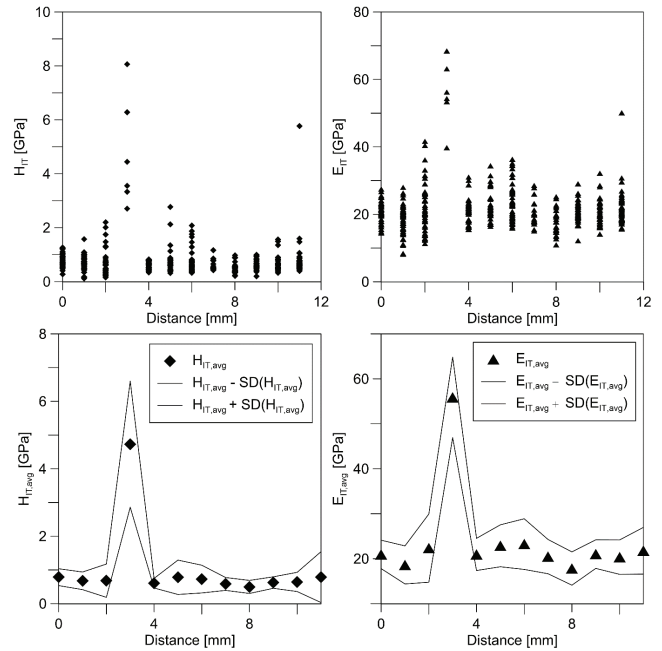 10
8
6
4
2
0
H_IT [GPa]
0 4 8 12
Distance [mm]
80
60
40
20
0
E_IT [GPa]
0 4 8 12
Distance [mm]
8
6
4
2
0
H_IT,avg [GPa]
H_IT,avg
H_IT,avg - SD(H_IT,avg)
H_IT,avg + SD(H_IT,avg)
0 4 8
Distance [mm]
60
40
20
E_IT,avg [GPa]
E_IT,avg
E_IT,avg - SD(E_IT,avg)
E_IT,avg + SD(E_IT,avg)
0 4 8
Distance [mm]